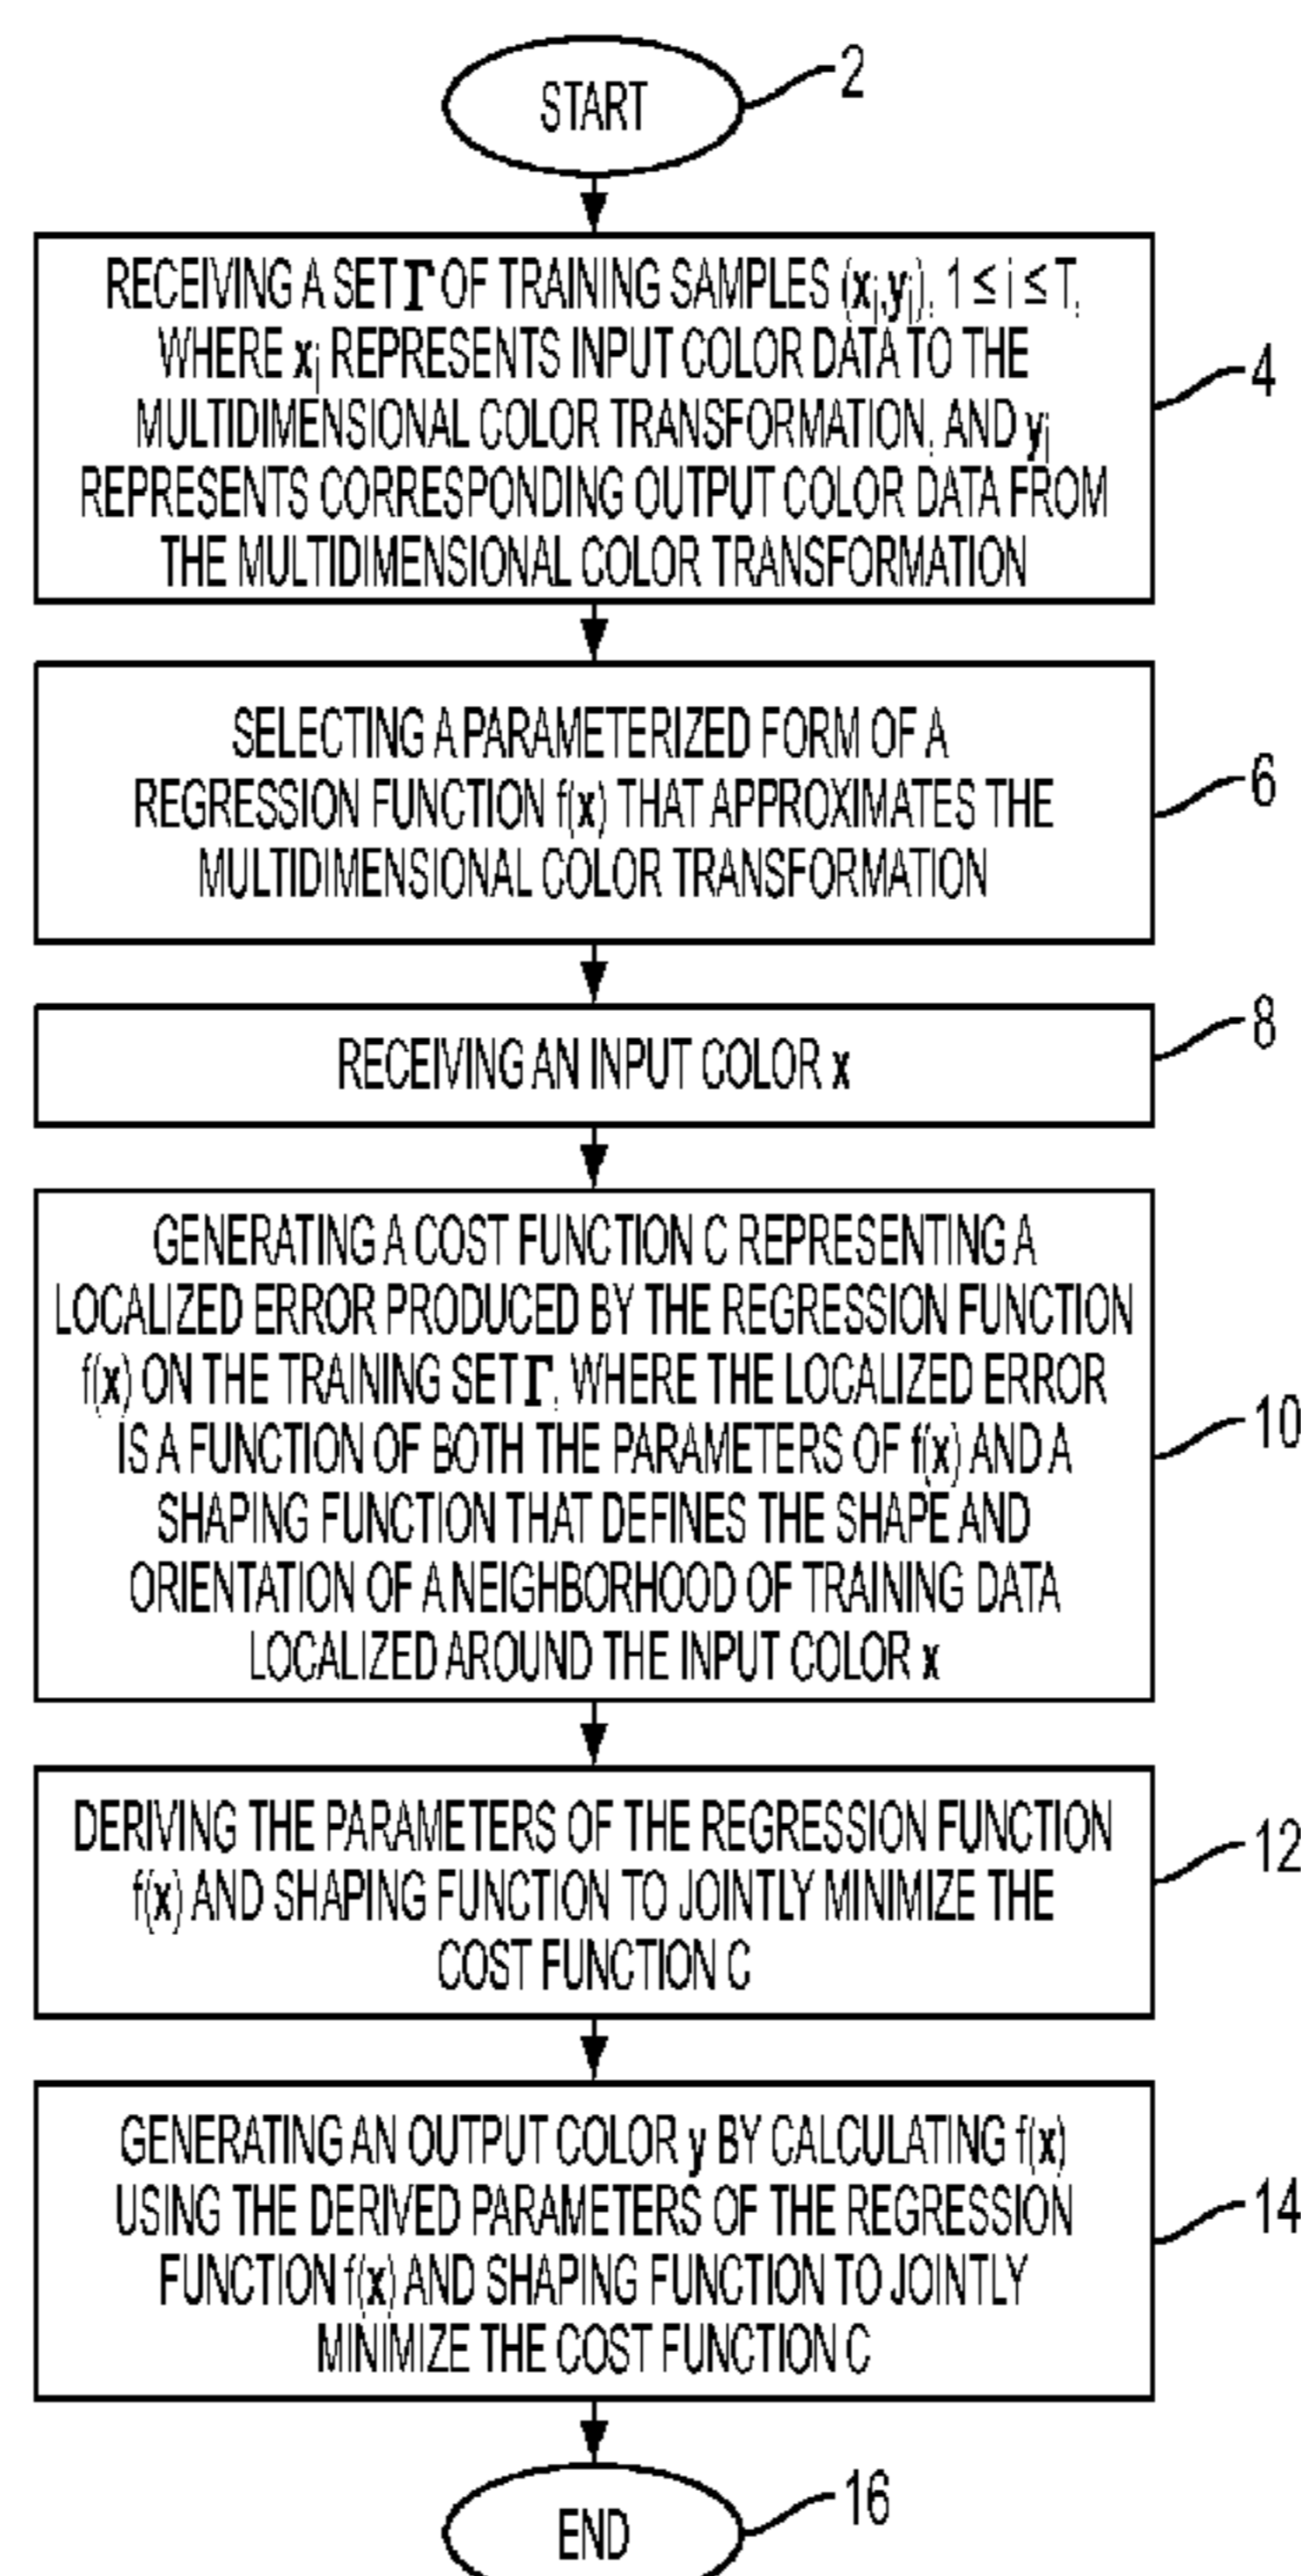 START
2
RECEIVING A SET Γ OF TRAINING SAMPLES (xi,yi), 1 ≤ i ≤ T,
WHERE xi REPRESENTS INPUT COLOR DATA TO THE
MULTIDIMENSIONAL COLOR TRANSFORMATION, AND yi
REPRESENTS CORRESPONDING OUTPUT COLOR DATA FROM
THE MULTIDIMENSIONAL COLOR TRANSFORMATION
4
SELECTING A PARAMETERIZED FORM OF A
REGRESSION FUNCTION f(x) THAT APPROXIMATES THE
MULTIDIMENSIONAL COLOR TRANSFORMATION
6
RECEIVING AN INPUT COLOR x
8
GENERATING A COST FUNCTION C REPRESENTING A
LOCALIZED ERROR PRODUCED BY THE REGRESSION FUNCTION
f(x) ON THE TRAINING SET Γ, WHERE THE LOCALIZED ERROR
IS A FUNCTION OF BOTH THE PARAMETERS OF f(x) AND A
SHAPING FUNCTION THAT DEFINES THE SHAPE AND
ORIENTATION OF A NEIGHBORHOOD OF TRAINING DATA
LOCALIZED AROUND THE INPUT COLOR x
10
DERIVING THE PARAMETERS OF THE REGRESSION FUNCTION
f(x) AND SHAPING FUNCTION TO JOINTLY MINIMIZE THE
COST FUNCTION C
12
GENERATING AN OUTPUT COLOR y BY CALCULATING f(x)
USING THE DERIVED PARAMETERS OF THE REGRESSION
FUNCTION f(x) AND SHAPING FUNCTION TO JOINTLY
MINIMIZE THE COST FUNCTION C
14
END
16